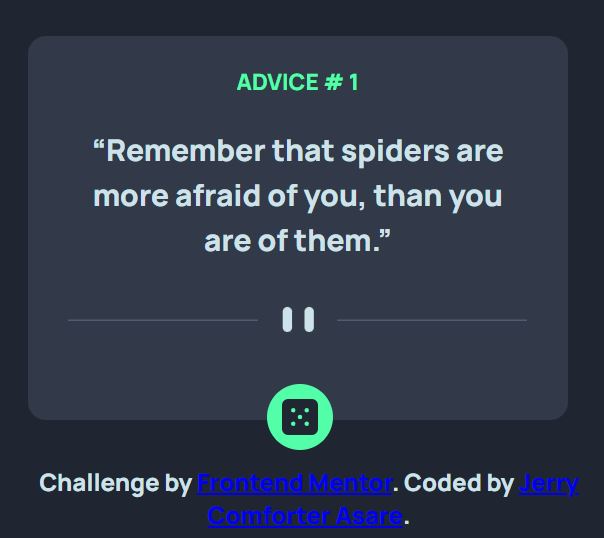 ADVICE # 1
“Remember that spiders are
more afraid of you, than you
are of them.”
Challenge by Frontend Mentor. Coded by Jerry
Comforter Asare.